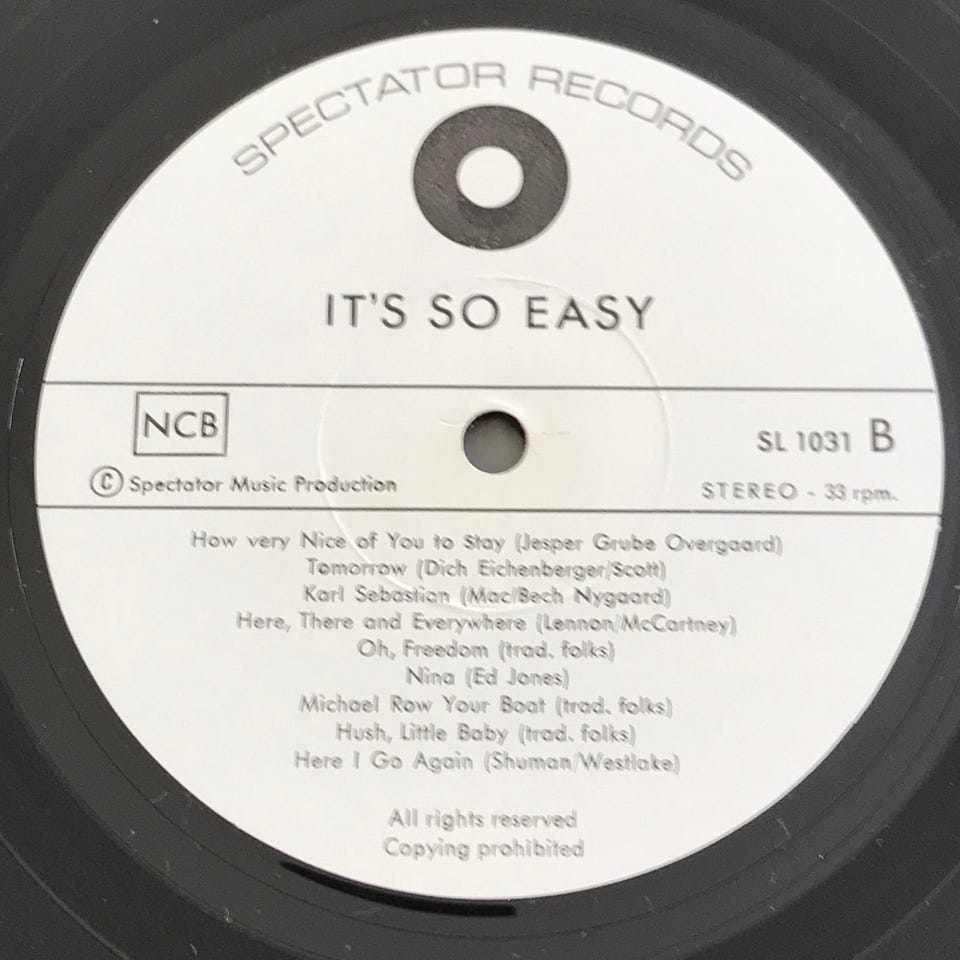 SPECTATOR RECORDS
IT'S SO EASY
NCB
SL 1031 B
© Spectator Music Production
STEREO - 33 rpm.
How very Nice of You to Stay (Jesper Grube Overgaard)
Tomorrow (Dich Eichenberger/Scott)
Karl Sebastian (Mac/Bech Nygaard)
Here, There and Everywhere (Lennon/McCartney)
Oh, Freedom (trad. folks)
Nina (Ed Jones)
Michael Row Your Boat (trad. folks)
Hush, Little Baby (trad. folks)
Here I Go Again (Shuman/Westlake)
All rights reserved
Copying prohibited